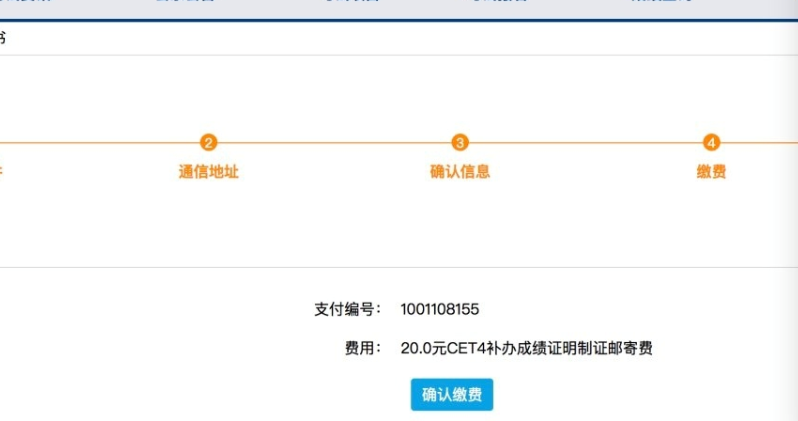 书
2
3
4
通信地址
确认信息
缴费
支付编号： 1001108155
费用： 20.0元CET4补办成绩证明制证邮寄费
确认缴费